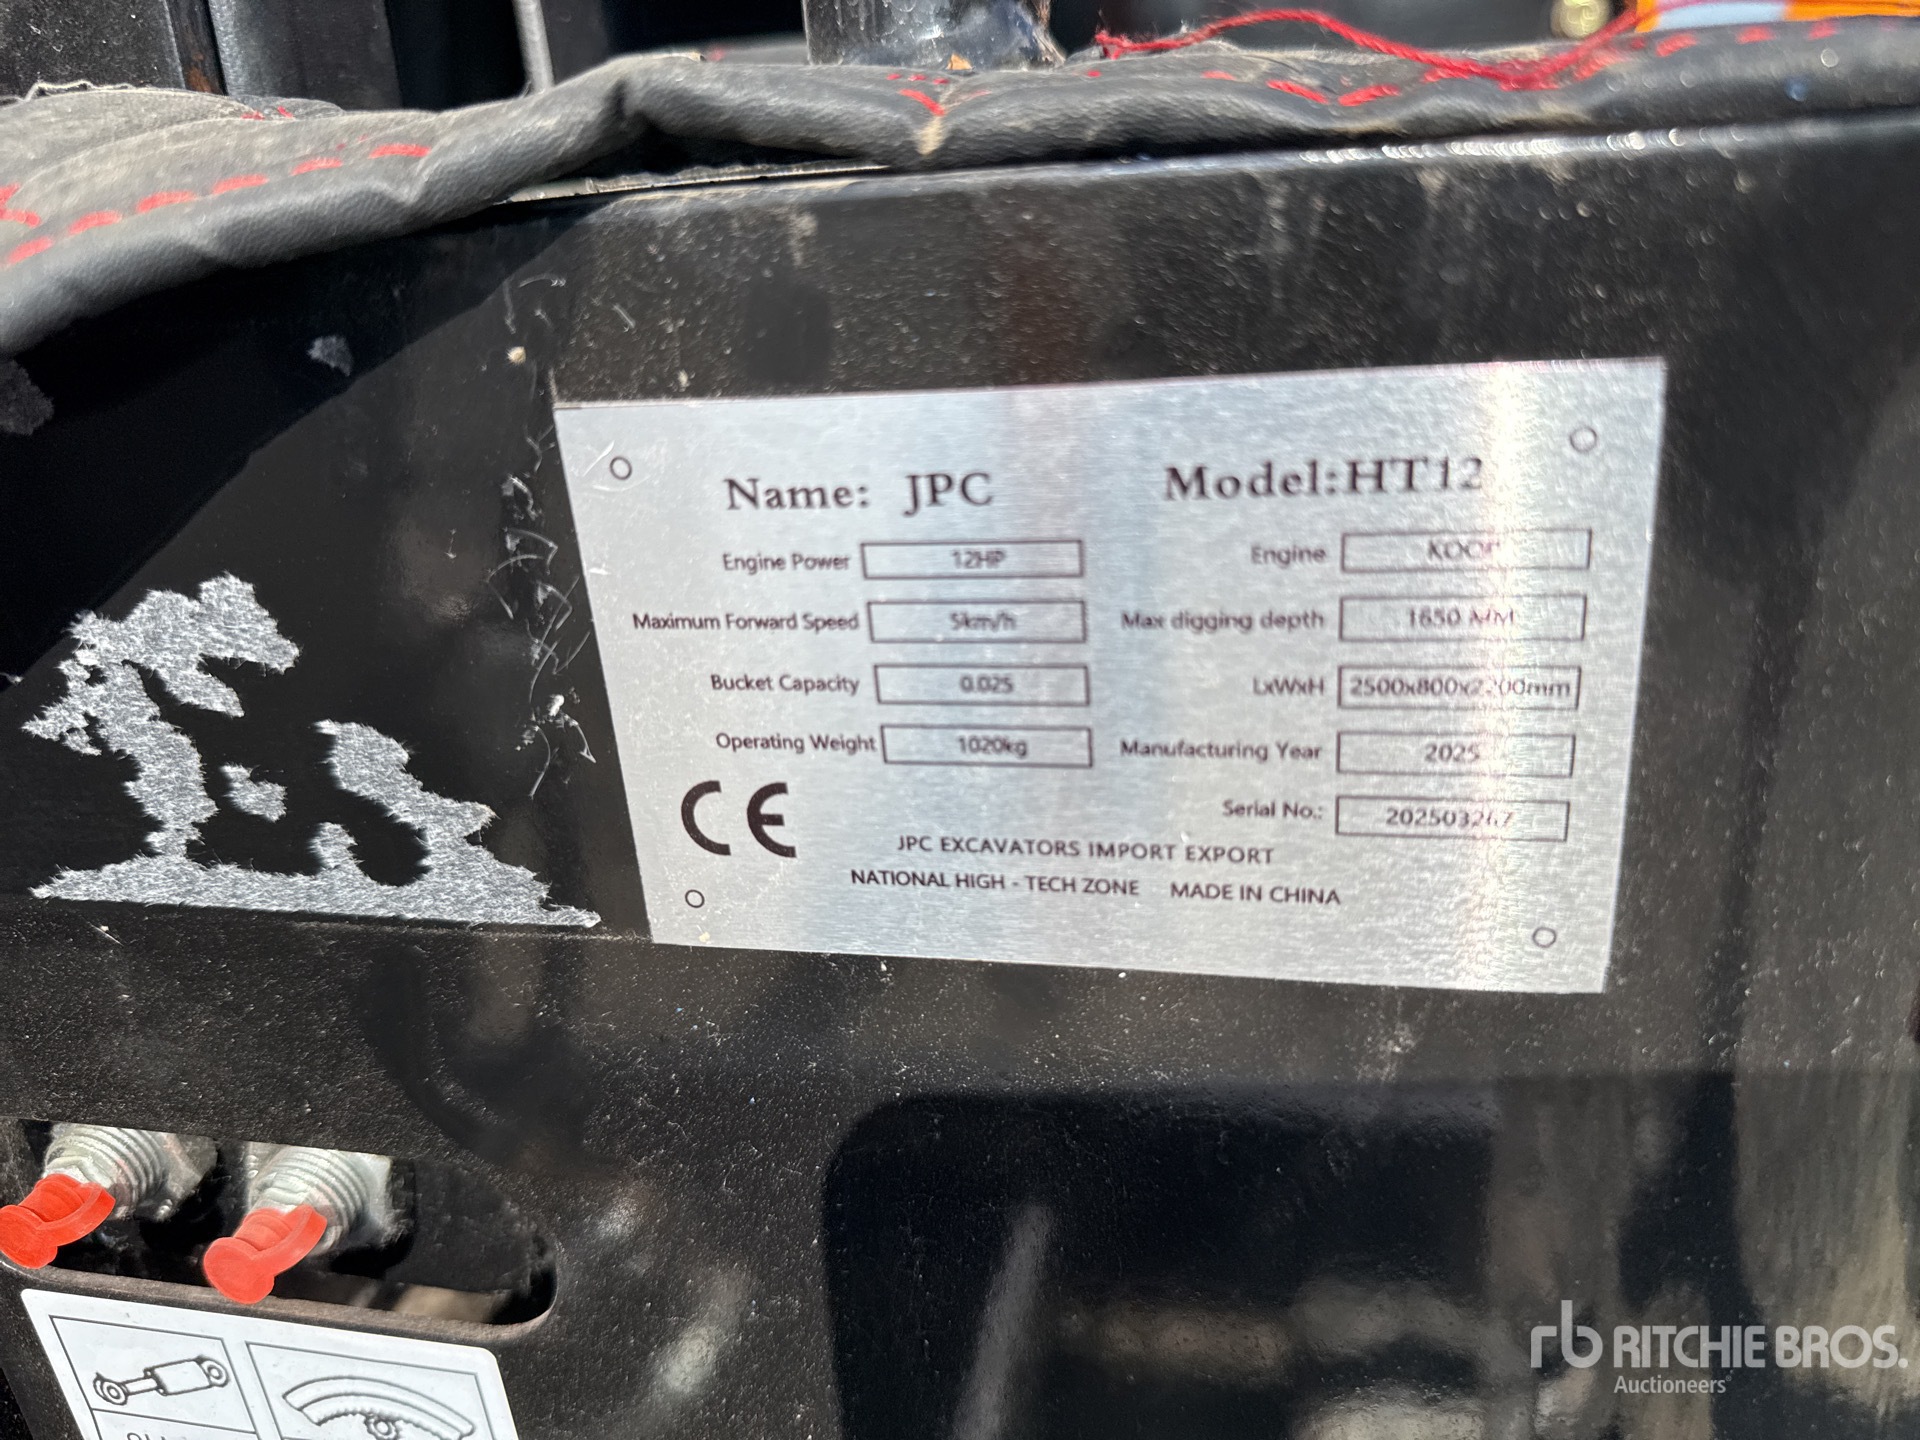 Name: JPC Model:HT12
Engine Power 12HP Engine
Maximum Forward Speed 5km/h Max digging depth 1650 MM
Bucket Capacity 0.025 LxWxH 2500x800x2200mm
Operating Weight 1020kg Manufacturing Year 2025
Serial No.:
CE
JPC EXCAVATORS IMPORT EXPORT
NATIONAL HIGH - TECH ZONE MADE IN CHINA
rb RITCHIE BROS.
Auctioneers